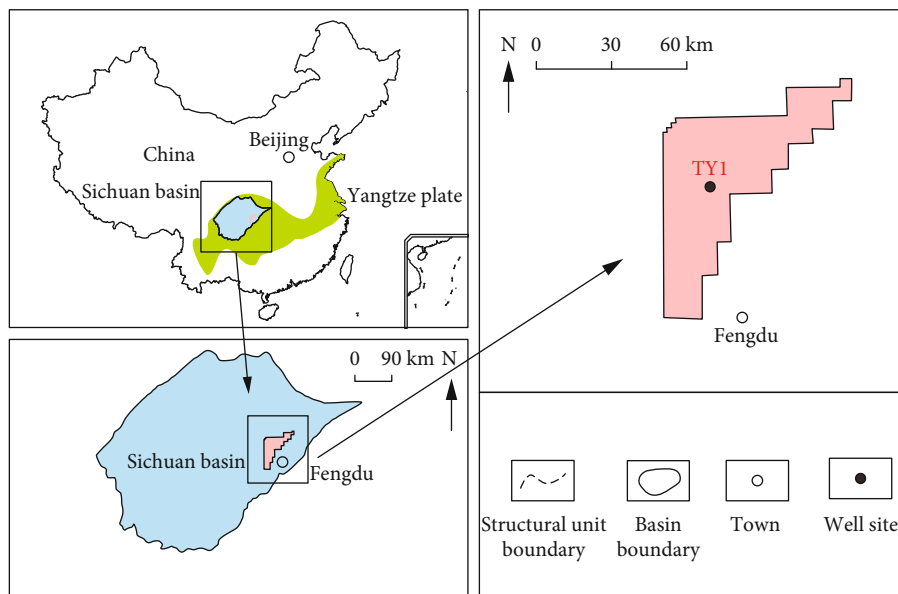 Beijing
China
Sichuan basin
Yangtze plate
0 90 km N
Sichuan basin
Fengdu
N 0 30 60 km
TY1
Fengdu
Structural unit
boundary
Basin
boundary
Town
Well site